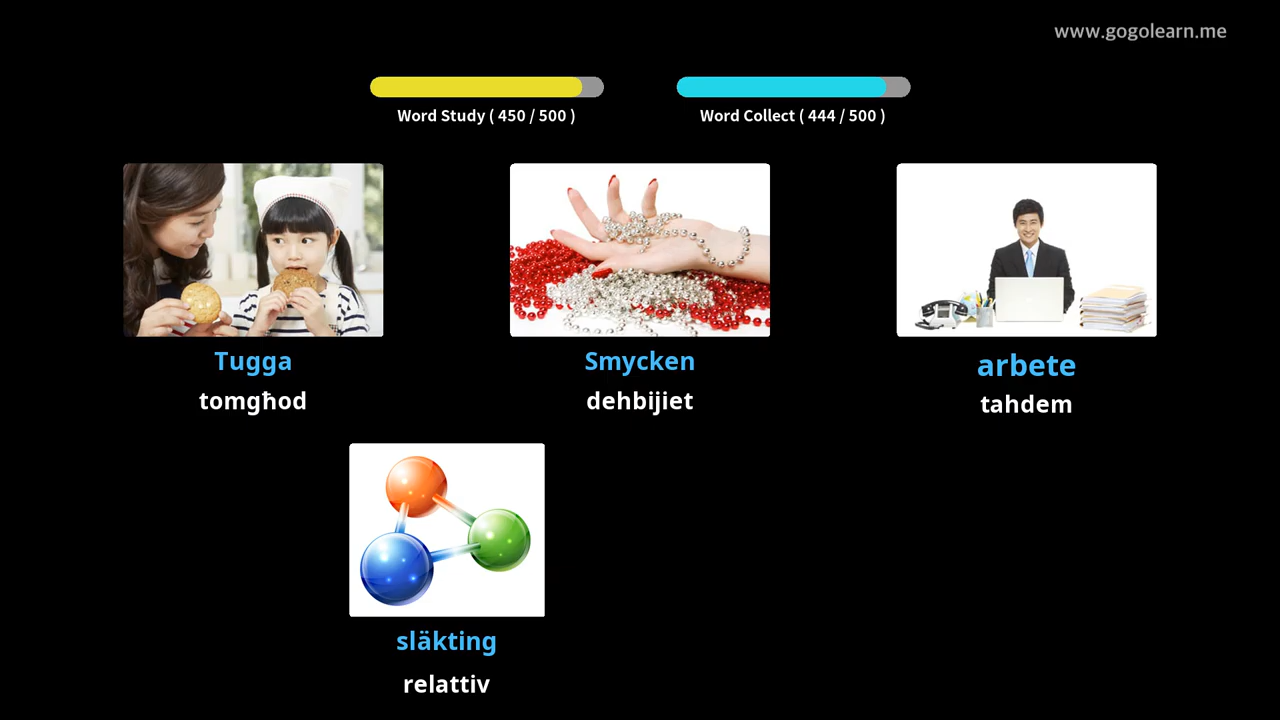 www.gogolearn.me
Word Study ( 450 / 500 )
Word Collect ( 444 / 500 )
Tugga
tomgħod
Smycken
dehbijiet
arbete
tahdem
släkting
relattiv